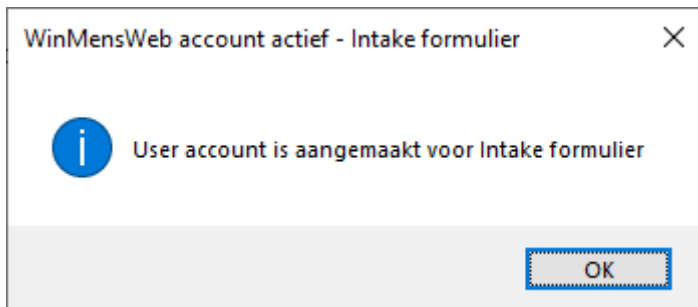 WinMensWeb account actief - Intake formulier
User account is aangemaakt voor Intake formulier
OK